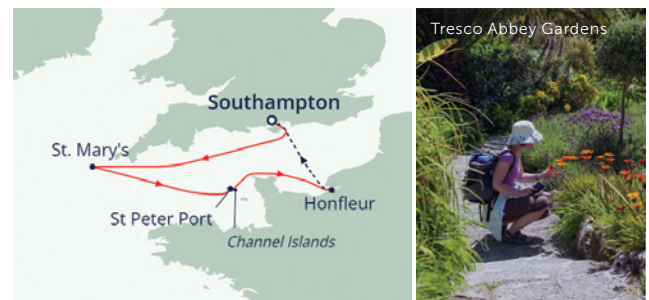 Southampton
St. Mary's
St Peter Port
Channel Islands
Honfleur
Tresco Abbey Gardens